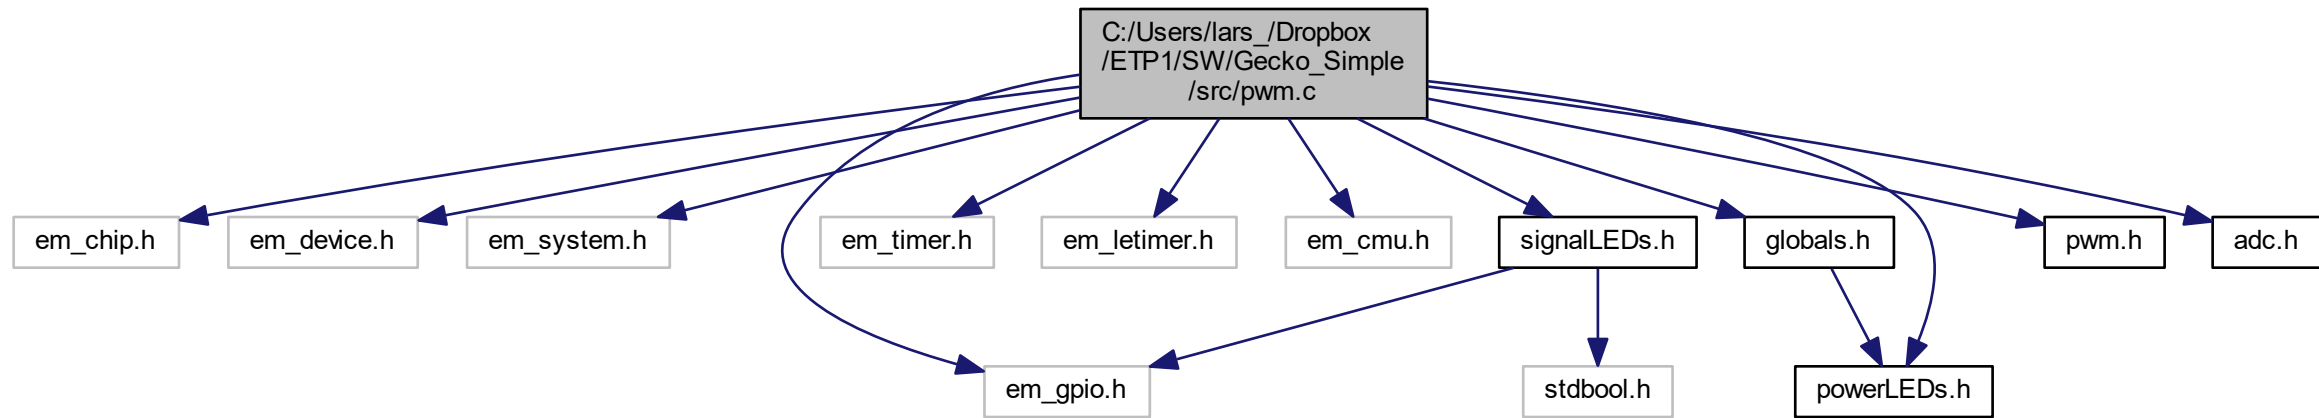 C:/Users/lars_/Dropbox
/ETP1/SW/Gecko_Simple
/src/pwm.c
em_chip.h
em_device.h
em_system.h
em_timer.h
em_letimer.h
em_cmu.h
signalLEDs.h
globals.h
pwm.h
adc.h
em_gpio.h
stdbool.h
powerLEDs.h